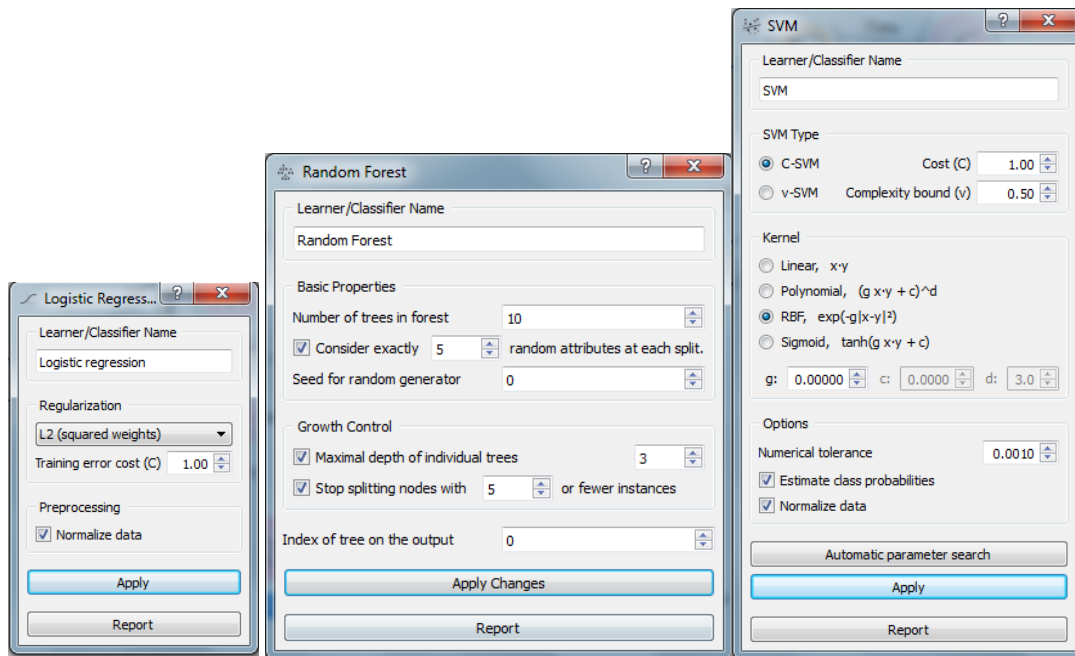 Logistic Regress...
?
X
Learner/Classifier Name
Logistic regression
Regularization
L2 (squared weights)
Training error cost (C) 1.00
Preprocessing
Normalize data
Apply
Report
Random Forest
?
X
Learner/Classifier Name
Random Forest
Basic Properties
Number of trees in forest 10
Consider exactly 5 random attributes at each split.
Seed for random generator 0
Growth Control
Maximal depth of individual trees 3
Stop splitting nodes with 5 or fewer instances
Index of tree on the output 0
Apply Changes
Report
SVM
?
X
Learner/Classifier Name
SVM
SVM Type
C-SVM Cost (C) 1.00
ν-SVM Complexity bound (ν) 0.50
Kernel
Linear, x∙y
Polynomial, (g x∙y + c)^d
RBF, exp(-g|x-y|²)
Sigmoid, tanh(g x∙y + c)
g: 0.00000 c: 0.0000 d: 3.0
Options
Numerical tolerance 0.0010
Estimate class probabilities
Normalize data
Automatic parameter search
Apply
Report